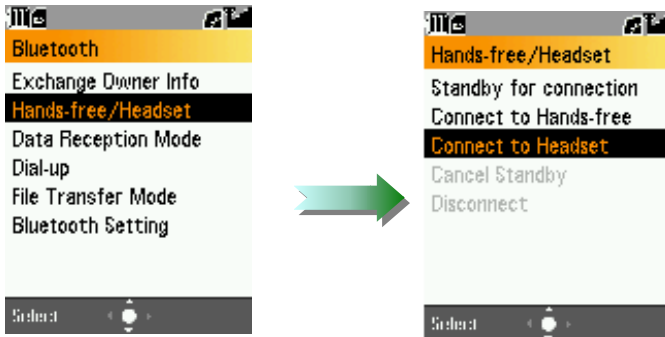 Bluetooth
Exchange Owner Info
Hands-free/Headset
Data Reception Mode
Dial-up
File Transfer Mode
Bluetooth Setting
Select
Hands-free/Headset
Standby for connection
Connect to Hands-free
Connect to Headset
Cancel Standby
Disconnect
Select